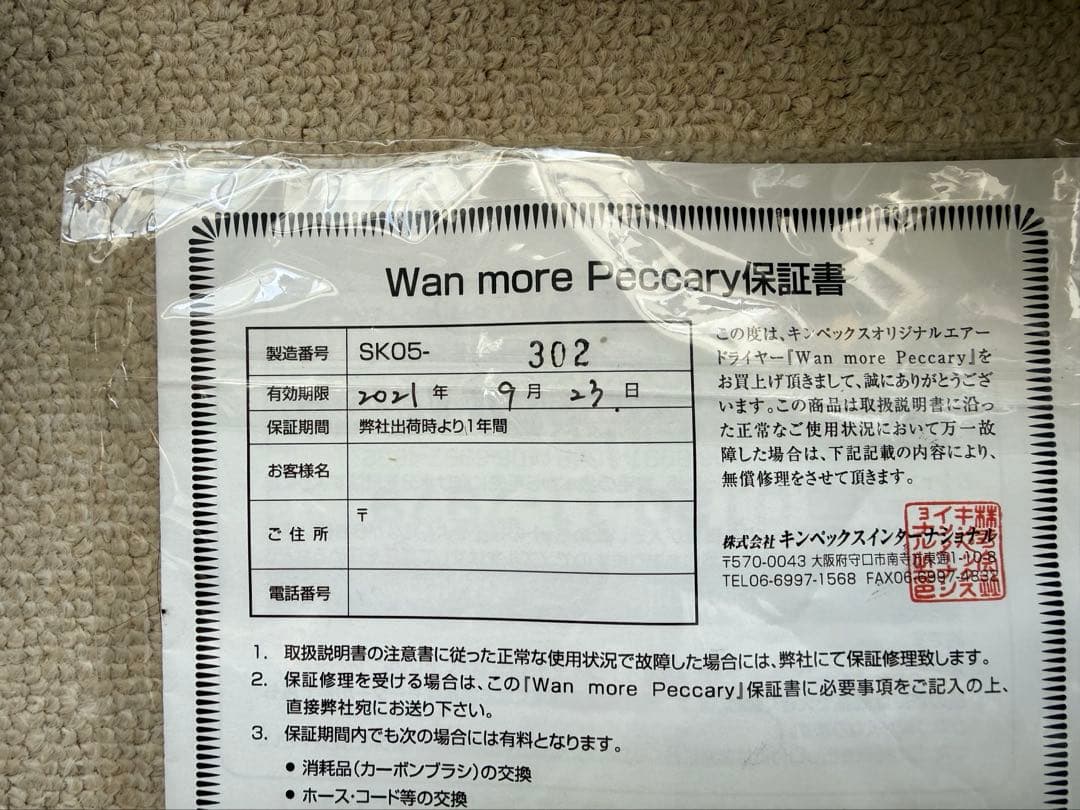 Wan more Peccary保証書
製造番号 SK05- 302
有効期限 2021年 9月 23日
保証期間 弊社出荷時より1年間
お客様名
ご住所 〒
電話番号
この度は、キンペックスオリジナルエアー
ドライヤー『Wan more Peccary』を
お買上げ頂きまして、誠にありがとうござ
います。この商品は取扱説明書に沿っ
た正常なご使用状況において万一故
障した場合は、下記記載の内容により、
無償修理をさせて頂きます。
株式会社 キンペックスインターナショナル
〒570-0043 大阪府守口市南寺方東通1-10-8
TEL06-6997-1568 FAX06-6997-4832
1. 取扱説明書の注意書に従った正常な使用状況で故障した場合には、弊社にて保証修理致します。
2. 保証修理を受ける場合は、この『Wan more Peccary』保証書に必要事項をご記入の上、
直接弊社宛にお送り下さい。
3. 保証期間内でも次の場合には有料となります。
● 消耗品(カーボンブラシ)の交換
● ホース・コード等の交換